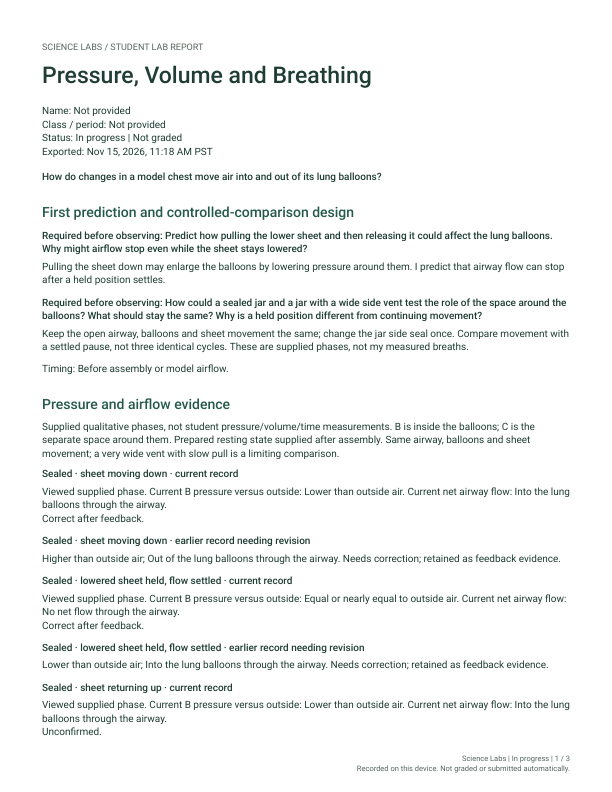 SCIENCE LABS / STUDENT LAB REPORT
Pressure, Volume and Breathing
Name: Not provided
Class / period: Not provided
Status: In progress | Not graded
Exported: Nov 15, 2026, 11:18 AM PST
How do changes in a model chest move air into and out of its lung balloons?
First prediction and controlled-comparison design
Required before observing: Predict how pulling the lower sheet and then releasing it could affect the lung balloons.
Why might airflow stop even while the sheet stays lowered?
Pulling the sheet down may enlarge the balloons by lowering pressure around them. I predict that airway flow can stop
after a held position settles.
Required before observing: How could a sealed jar and a jar with a wide side vent test the role of the space around the
balloons? What should stay the same? Why is a held position different from continuing movement?
Keep the open airway, balloons and sheet movement the same; change the jar side seal once. Compare movement with
a settled pause, not three identical cycles. These are supplied phases, not my measured breaths.
Timing: Before assembly or model airflow.
Pressure and airflow evidence
Supplied qualitative phases, not student pressure/volume/time measurements. B is inside the balloons; C is the
separate space around them. Prepared resting state supplied after assembly. Same airway, balloons and sheet
movement; a very wide vent with slow pull is a limiting comparison.
Sealed · sheet moving down · current record
Viewed supplied phase. Current B pressure versus outside: Lower than outside air. Current net airway flow: Into the lung
balloons through the airway.
Correct after feedback.
Sealed · sheet moving down · earlier record needing revision
Higher than outside air; Out of the lung balloons through the airway. Needs correction; retained as feedback evidence.
Sealed · lowered sheet held, flow settled · current record
Viewed supplied phase. Current B pressure versus outside: Equal or nearly equal to outside air. Current net airway flow:
No net flow through the airway.
Correct after feedback.
Sealed · lowered sheet held, flow settled · earlier record needing revision
Lower than outside air; Into the lung balloons through the airway. Needs correction; retained as feedback evidence.
Sealed · sheet returning up · current record
Viewed supplied phase. Current B pressure versus outside: Lower than outside air. Current net airway flow: Into the lung
balloons through the airway.
Unconfirmed.
Science Labs | In progress | 1 / 3
Recorded on this device. Not graded or submitted automatically.